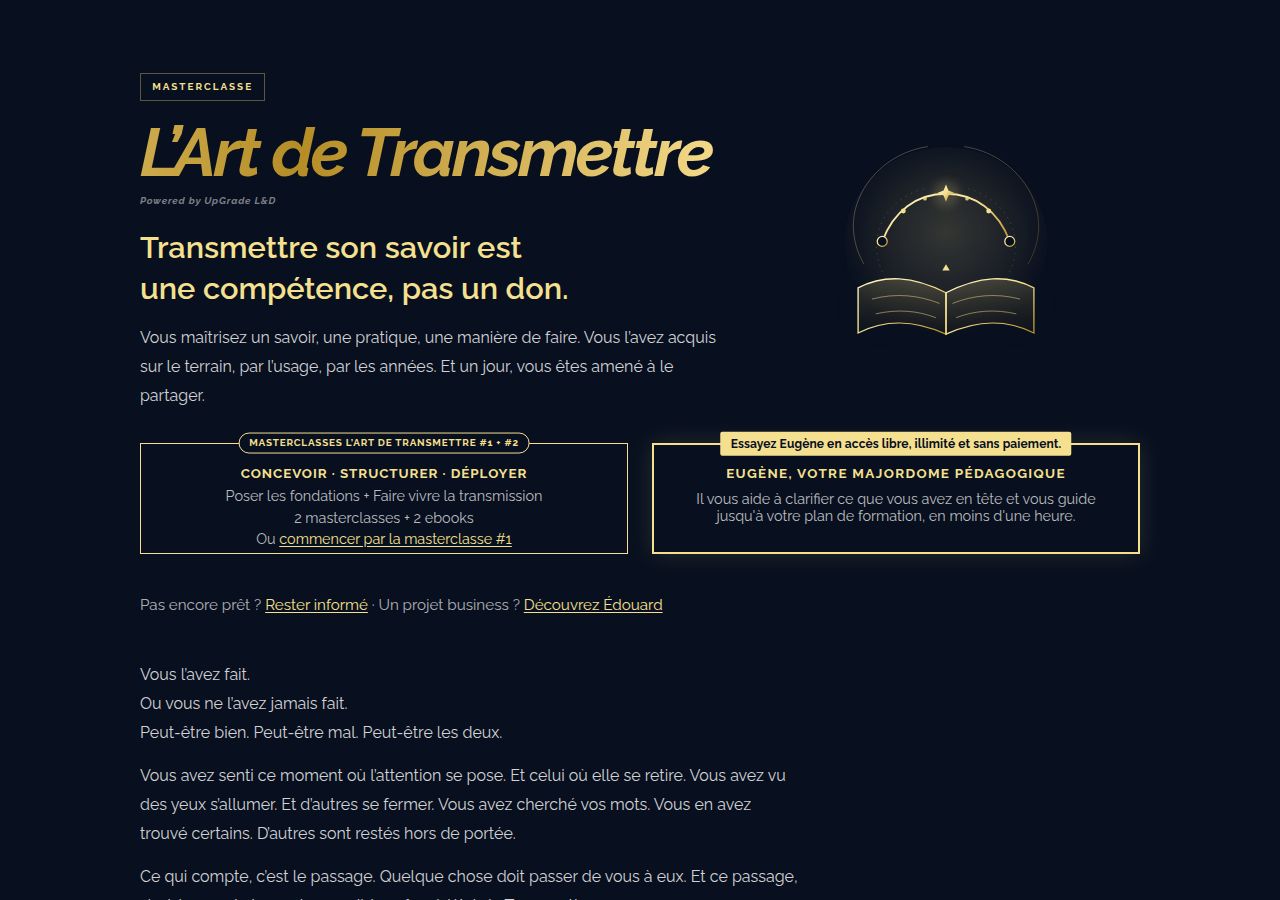 MASTERCLASSE
L’Art de Transmettre
Powered by UpGrade L&D
Transmettre son savoir est
une compétence, pas un don.
Vous maîtrisez un savoir, une pratique, une manière de faire. Vous l’avez acquis
sur le terrain, par l’usage, par les années. Et un jour, vous êtes amené à le
partager.
MASTERCLASSES L’ART DE TRANSMETTRE #1 + #2
CONCEVOIR · STRUCTURER · DÉPLOYER
Poser les fondations + Faire vivre la transmission
2 masterclasses + 2 ebooks
Ou commencer par la masterclasse #1
Essayez Eugène en accès libre, illimité et sans paiement.
EUGÈNE, VOTRE MAJORDOME PÉDAGOGIQUE
Il vous aide à clarifier ce que vous avez en tête et vous guide
jusqu’à votre plan de formation, en moins d’une heure.
Pas encore prêt ? Rester informé · Un projet business ? Découvrez Édouard
Vous l’avez fait.
Ou vous ne l’avez jamais fait.
Peut-être bien. Peut-être mal. Peut-être les deux.
Vous avez senti ce moment où l’attention se pose. Et celui où elle se retire. Vous avez vu
des yeux s’allumer. Et d’autres se fermer. Vous avez cherché vos mots. Vous en avez
trouvé certains. D’autres sont restés hors de portée.
Ce qui compte, c’est le passage. Quelque chose doit passer de vous à eux. Et ce passage,